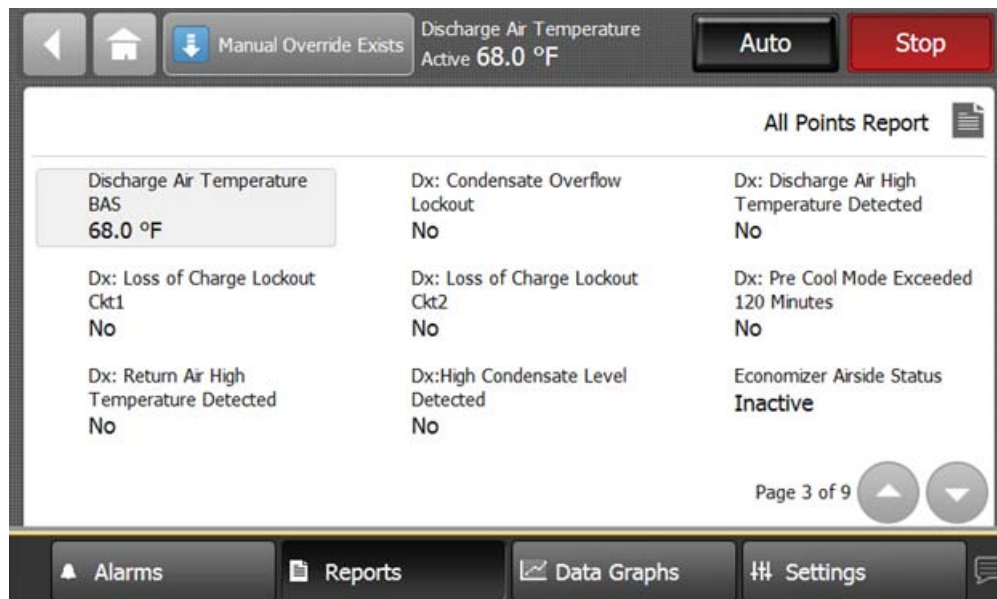 Manual Override Exists
Discharge Air Temperature
Active 68.0 °F
Auto
Stop
All Points Report
Discharge Air Temperature
BAS
68.0 °F
Dx: Condensate Overflow
Lockout
No
Dx: Discharge Air High
Temperature Detected
No
Dx: Loss of Charge Lockout
Ckt1
No
Dx: Loss of Charge Lockout
Ckt2
No
Dx: Pre Cool Mode Exceeded
120 Minutes
No
Dx: Return Air High
Temperature Detected
No
Dx:High Condensate Level
Detected
No
Economizer Airside Status
Inactive
Page 3 of 9
Alarms
Reports
Data Graphs
Settings